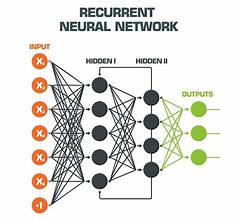 RECURRENT
NEURAL NETWORK
INPUT
HIDDEN I
HIDDEN II
OUTPUTS
X
X
X
X
X
X
+1